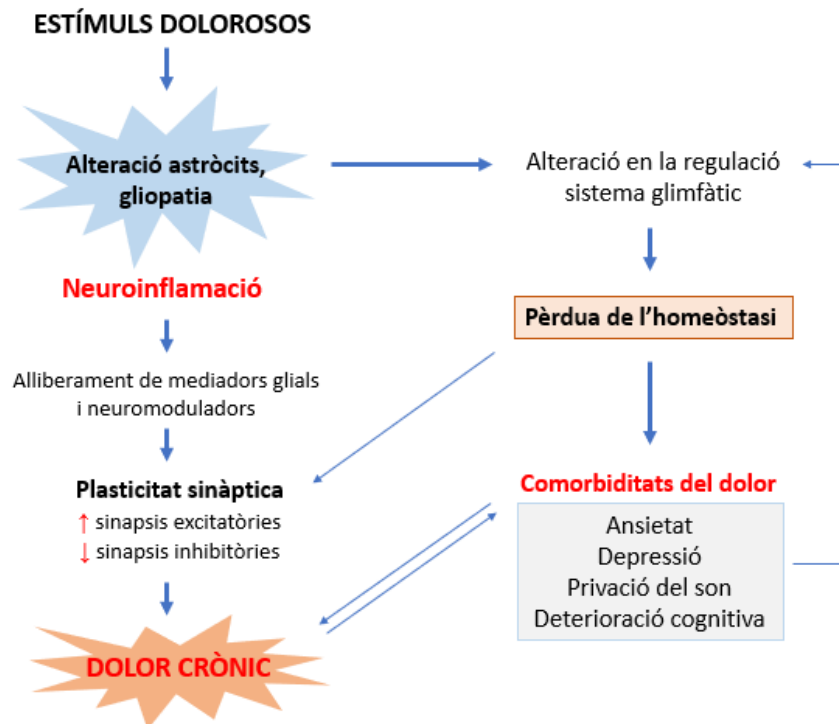 ESTÍMULS DOLOROSOS
Alteració astròcits,
gliopatia
Neuroinflamació
Alliberament de mediadors glials
i neuromoduladors
Plasticitat sinàptica
↑ sinapsis excitatòries
↓ sinapsis inhibitòries
DOLOR CRÒNIC
Alteració en la regulació
sistema glimfàtic
Pèrdua de l'homeòstasi
Comorbiditats del dolor
Ansietat
Depressió
Privació del son
Deterioració cognitiva